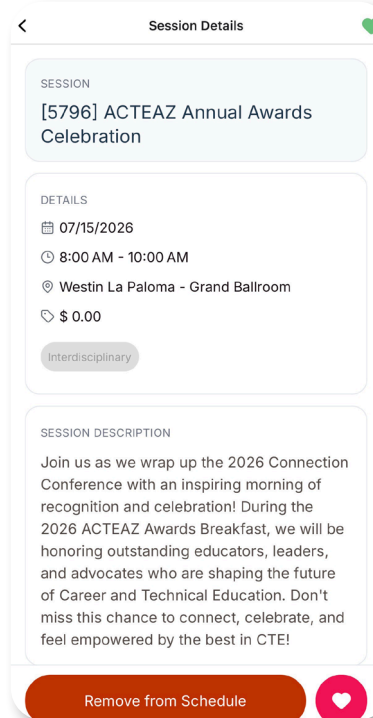 Session Details
SESSION
[5796] ACTEAZ Annual Awards
Celebration
DETAILS
07/15/2026
8:00 AM - 10:00 AM
Westin La Paloma - Grand Ballroom
$ 0.00
Interdisciplinary
SESSION DESCRIPTION
Join us as we wrap up the 2026 Connection
Conference with an inspiring morning of
recognition and celebration! During the
2026 ACTEAZ Awards Breakfast, we will be
honoring outstanding educators, leaders,
and advocates who are shaping the future
of Career and Technical Education. Don't
miss this chance to connect, celebrate, and
feel empowered by the best in CTE!
Remove from Schedule